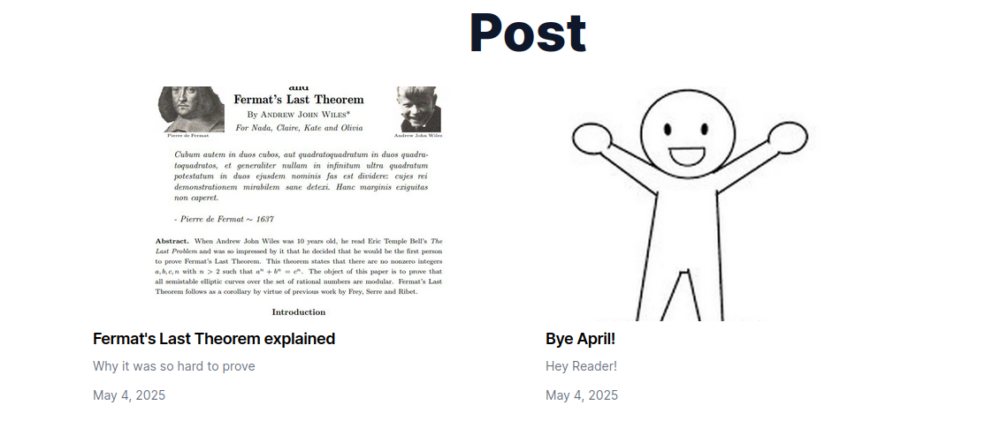 Post
and
Fermat's Last Theorem
By Andrew John Wiles*
For Nada, Claire, Kate and Olivia
Pierre de Fermat
Andrew John Wiles
Cubum autem in duos cubos, aut quadratoquadratum in duos quadra-
toquadratos, et generaliter nullam in infinitum ultra quadratum
potestatum in duos ejusdem nominis fas est dividere: cujes rei
demonstrationem mirabilem sane detexi. Hanc marginis exiguitas
non caperet.
- Pierre de Fermat ∼ 1637
Abstract. When Andrew John Wiles was 10 years old, he read Eric Temple Bell's The
Last Problem and was so impressed by it that he decided that he would be the first person
to prove Fermat's Last Theorem. This theorem states that there are no nonzero integers
a, b, c, n with n > 2 such that aⁿ + bⁿ = cⁿ. The object of this paper is to prove that
all semistable elliptic curves over the set of rational numbers are modular. Fermat's Last
Theorem follows as a corollary by virtue of previous work by Frey, Serre and Ribet.
Introduction
Fermat's Last Theorem explained
Why it was so hard to prove
May 4, 2025
Bye April!
Hey Reader!
May 4, 2025